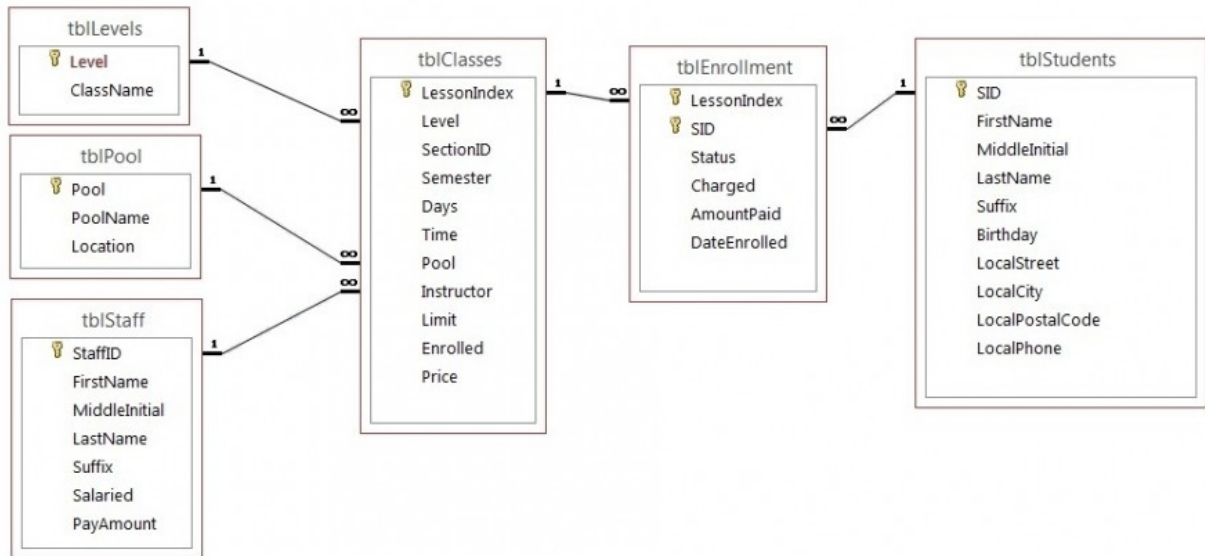 tblLevels
Level
ClassName
1
∞
tblPool
Pool
PoolName
Location
1
∞
tblStaff
StaffID
FirstName
MiddleInitial
LastName
Suffix
Salaried
PayAmount
1
∞
tblClasses
LessonIndex
Level
SectionID
Semester
Days
Time
Pool
Instructor
Limit
Enrolled
Price
1
∞
tblEnrollment
LessonIndex
SID
Status
Charged
AmountPaid
DateEnrolled
∞
1
tblStudents
SID
FirstName
MiddleInitial
LastName
Suffix
Birthday
LocalStreet
LocalCity
LocalPostalCode
LocalPhone